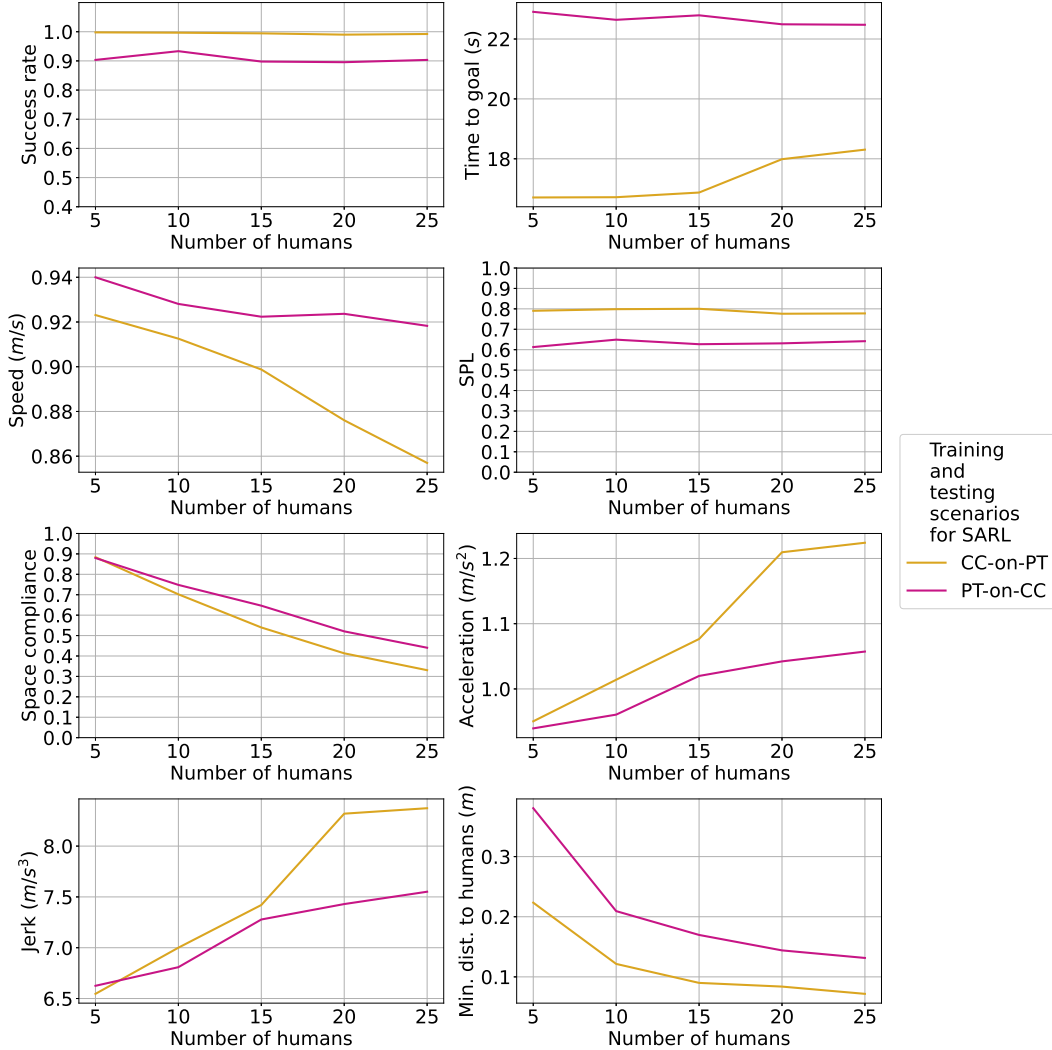 Success rate
1.0
0.9
0.8
0.7
0.6
0.5
0.4
5 10 15 20 25
Number of humans
Time to goal (s)
22
20
18
5 10 15 20 25
Number of humans
Speed (m/s)
0.94
0.92
0.90
0.88
0.86
5 10 15 20 25
Number of humans
SPL
1.0
0.9
0.8
0.7
0.6
0.5
0.4
0.3
0.2
0.1
0.0
5 10 15 20 25
Number of humans
Space compliance
1.0
0.9
0.8
0.7
0.6
0.5
0.4
0.3
0.2
0.1
0.0
5 10 15 20 25
Number of humans
Acceleration (m/s²)
1.2
1.1
1.0
5 10 15 20 25
Number of humans
Jerk (m/s³)
8.0
7.5
7.0
6.5
5 10 15 20 25
Number of humans
Min. dist. to humans (m)
0.3
0.2
0.1
5 10 15 20 25
Number of humans
Training
and
testing
scenarios
for SARL
CC-on-PT
PT-on-CC